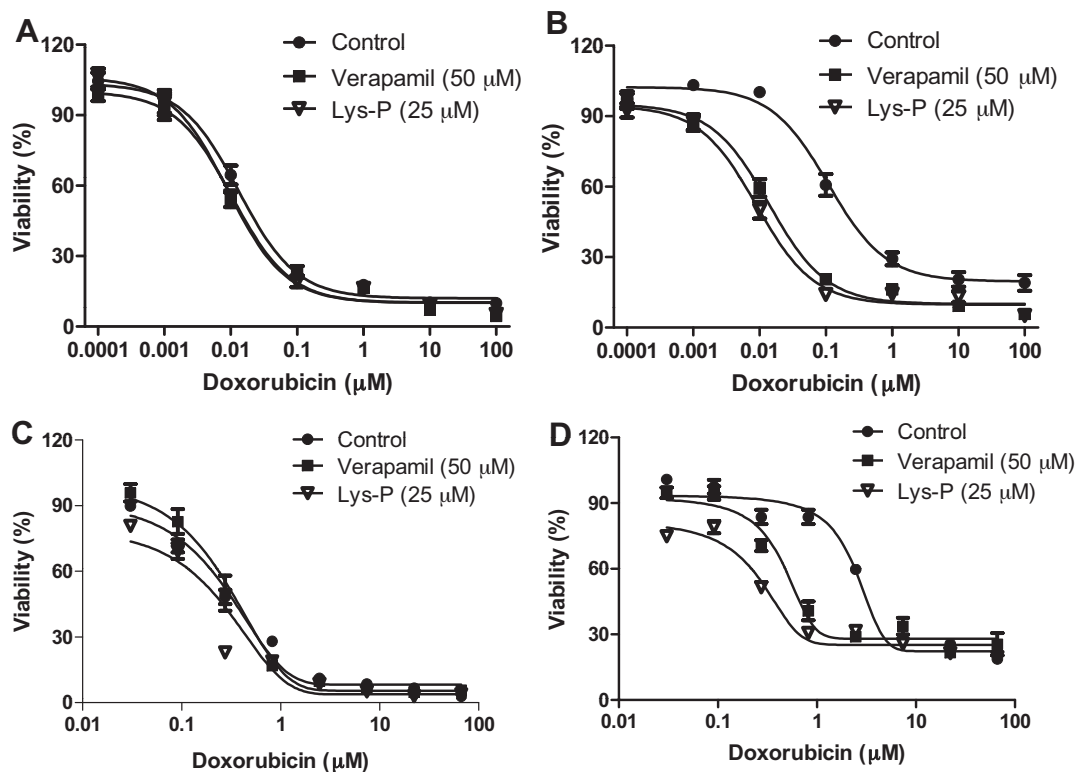 A
Control
Verapamil (50 μM)
Lys-P (25 μM)
Viability (%)
120
90
60
30
0
0.0001 0.001 0.01 0.1 1 10 100
Doxorubicin (μM)
B
Control
Verapamil (50 μM)
Lys-P (25 μM)
Viability (%)
120
90
60
30
0
0.0001 0.001 0.01 0.1 1 10 100
Doxorubicin (μM)
C
Control
Verapamil (50 μM)
Lys-P (25 μM)
Viability (%)
120
90
60
30
0
0.01 0.1 1 10 100
Doxorubicin (μM)
D
Control
Verapamil (50 μM)
Lys-P (25 μM)
Viability (%)
120
90
60
30
0
0.01 0.1 1 10 100
Doxorubicin (μM)